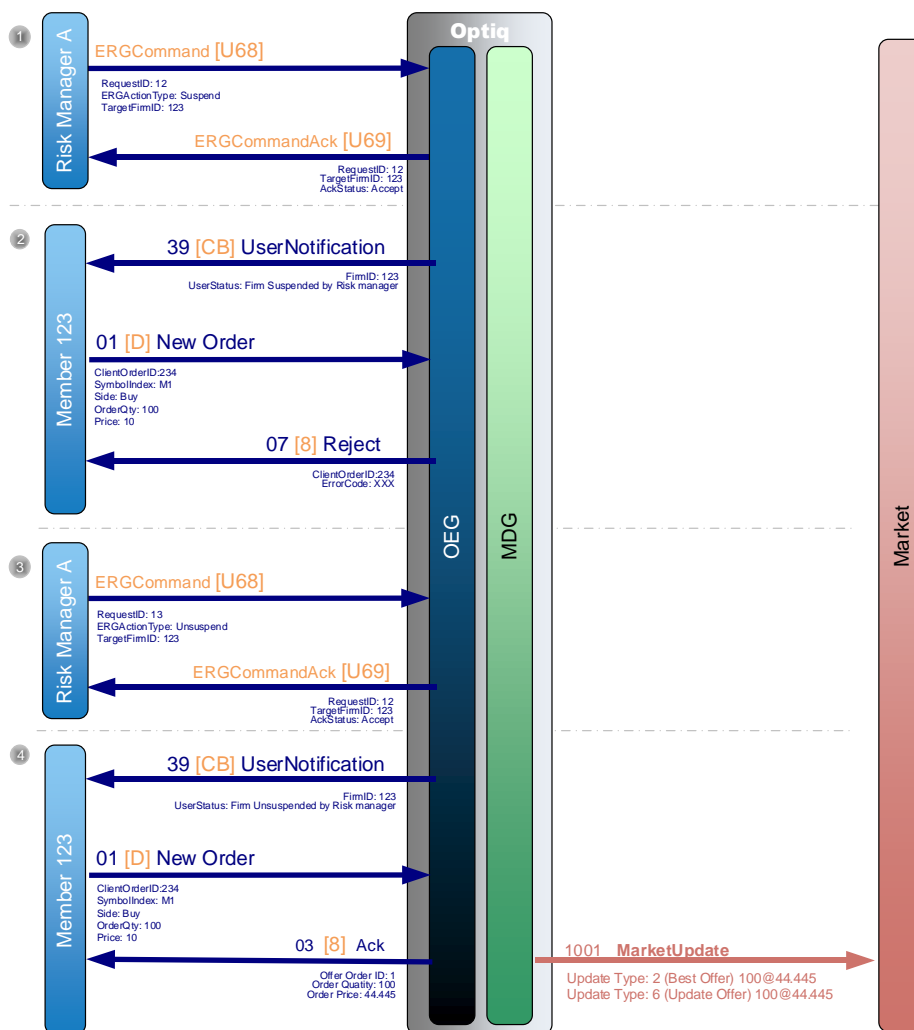 Optiq
1
Risk Manager A
ERGCommand [U68]
RequestID: 12
ERGActionType: Suspend
TargetFirmID: 123
ERGCommandAck [U69]
RequestID: 12
TargetFirmID: 123
AckStatus: Accept
2
Member 123
39 [CB] UserNotification
FirmID: 123
UserStatus: Firm Suspended by Risk manager
01 [D] New Order
ClientOrderID:234
SymbolIndex: M1
Side: Buy
OrderQty: 100
Price: 10
07 [8] Reject
ClientOrderID:234
ErrorCode: XXX
OEG
MDG
Market
3
Risk Manager A
ERGCommand [U68]
RequestID: 13
ERGActionType: Unsuspend
TargetFirmID: 123
ERGCommandAck [U69]
RequestID: 12
TargetFirmID: 123
AckStatus: Accept
4
Member 123
39 [CB] UserNotification
FirmID: 123
UserStatus: Firm Unsuspended by Risk manager
01 [D] New Order
ClientOrderID:234
SymbolIndex: M1
Side: Buy
OrderQty: 100
Price: 10
03 [8] Ack
Offer Order ID: 1
Order Quatity: 100
Order Price: 44.445
1001 MarketUpdate
Update Type: 2 (Best Offer) 100@44.445
Update Type: 6 (Update Offer) 100@44.445